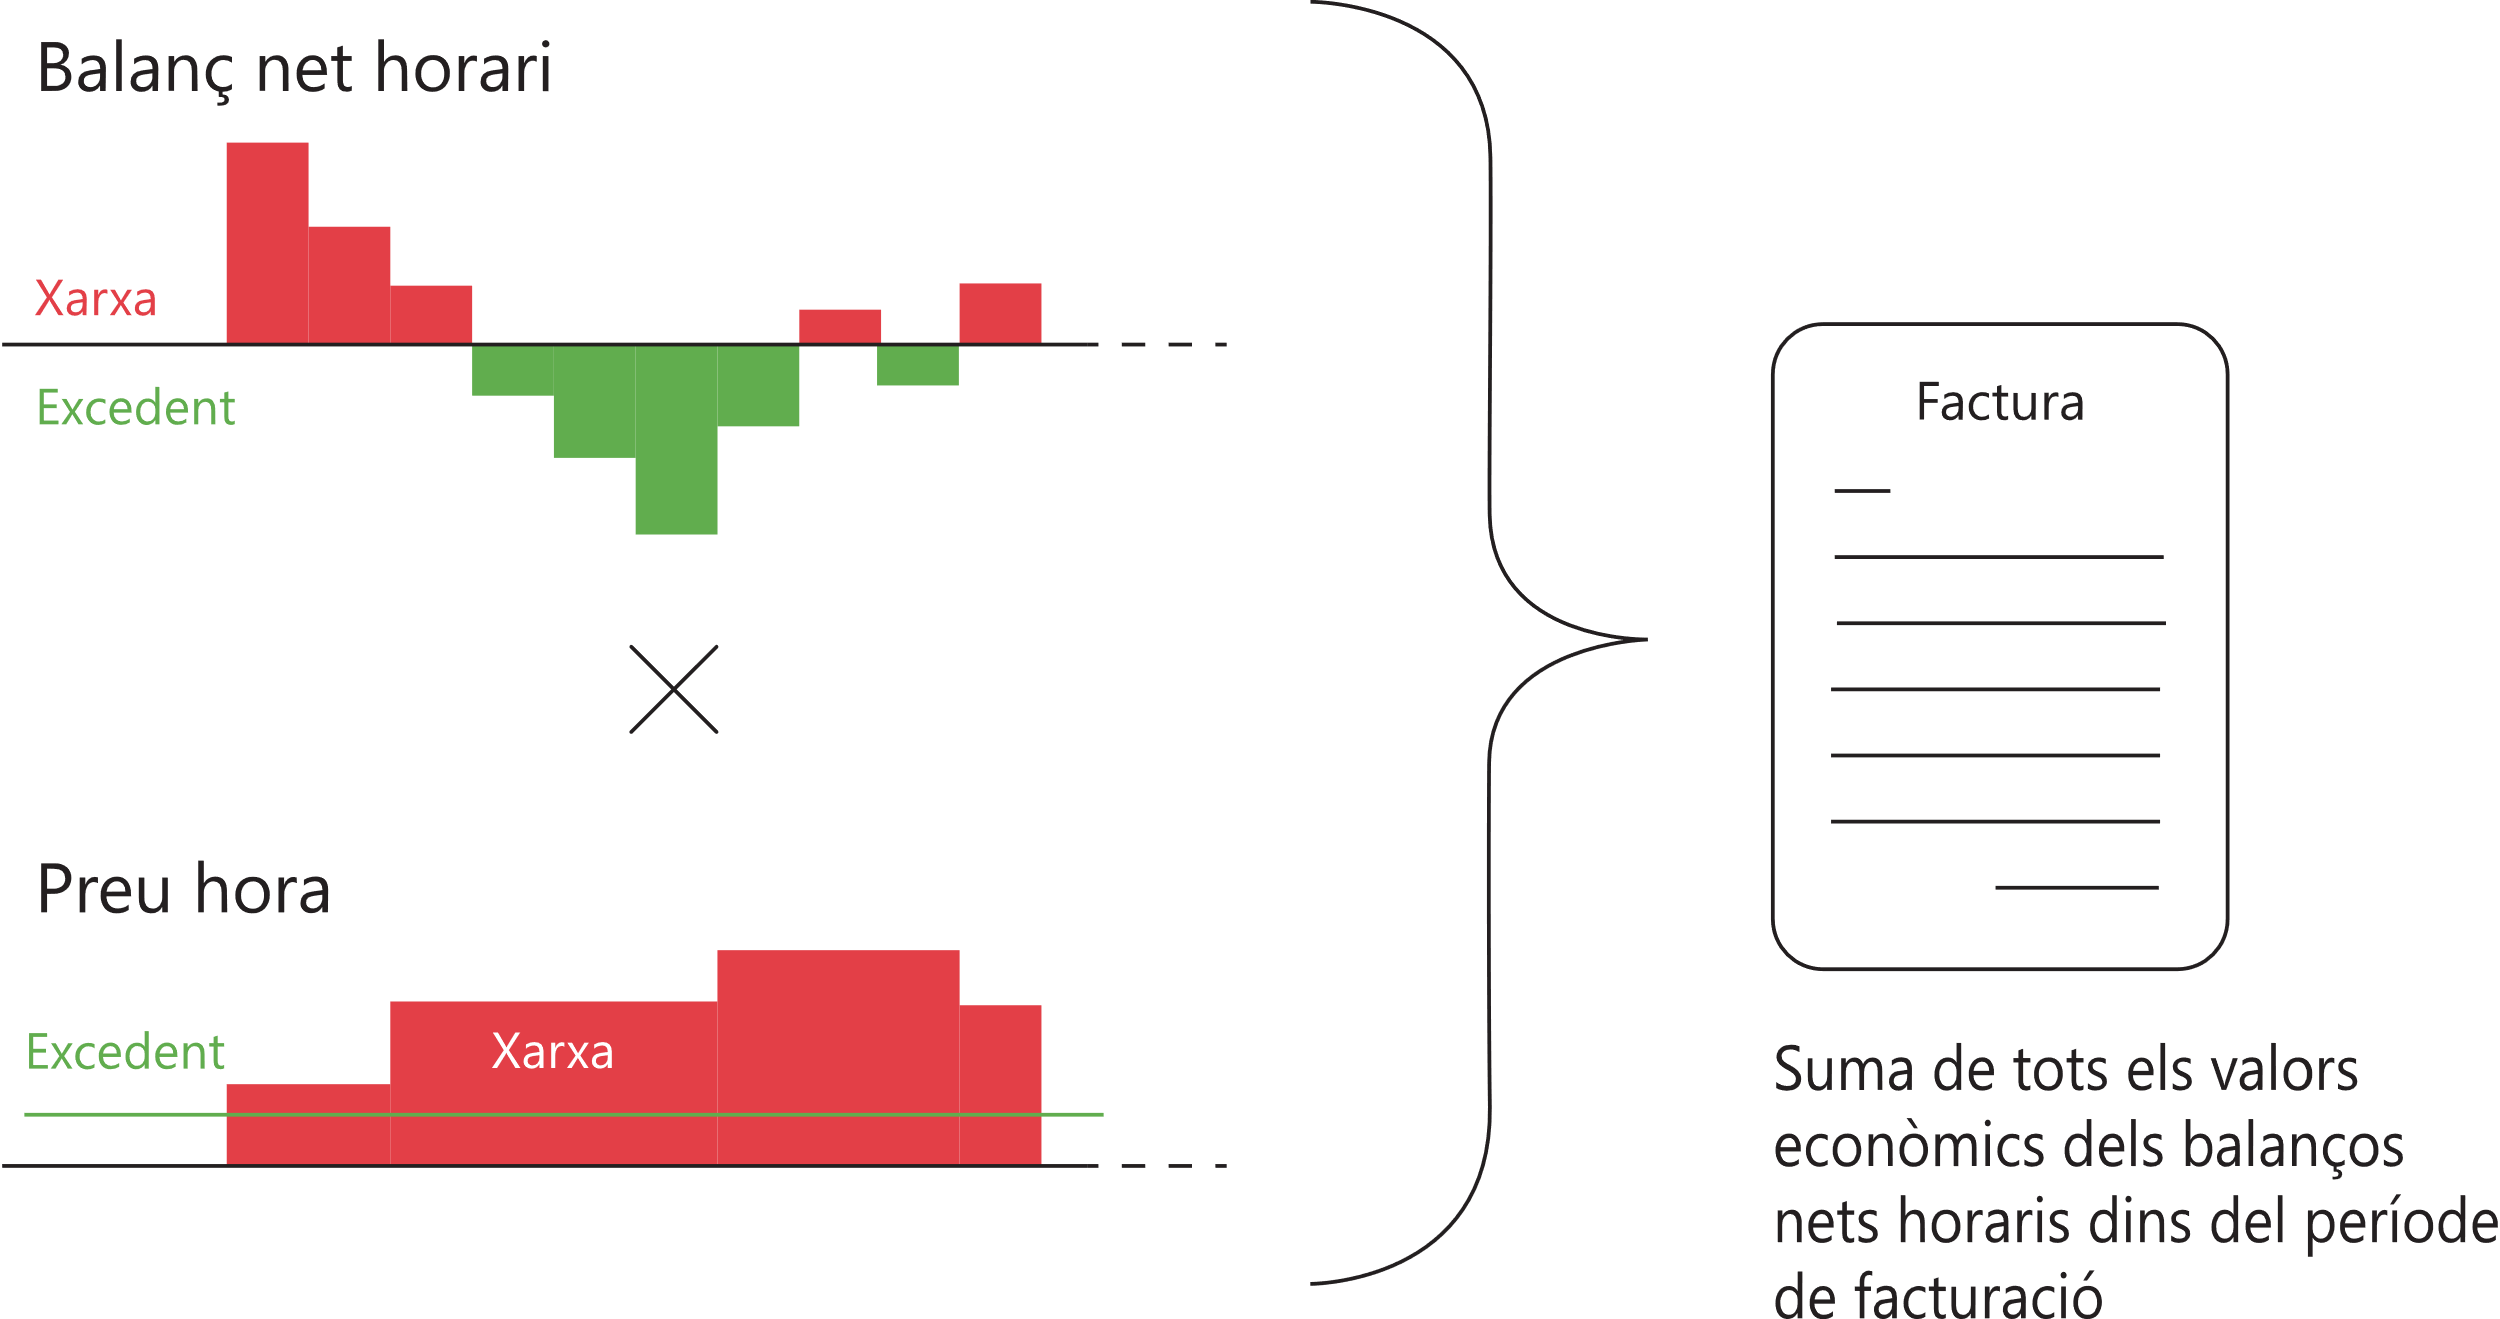 Balanç net horari
Xarxa
Excedent
Preu hora
Excedent
Xarxa
Factura
Suma de tots els valors
econòmics dels balanços
nets horaris dins del període
de facturació